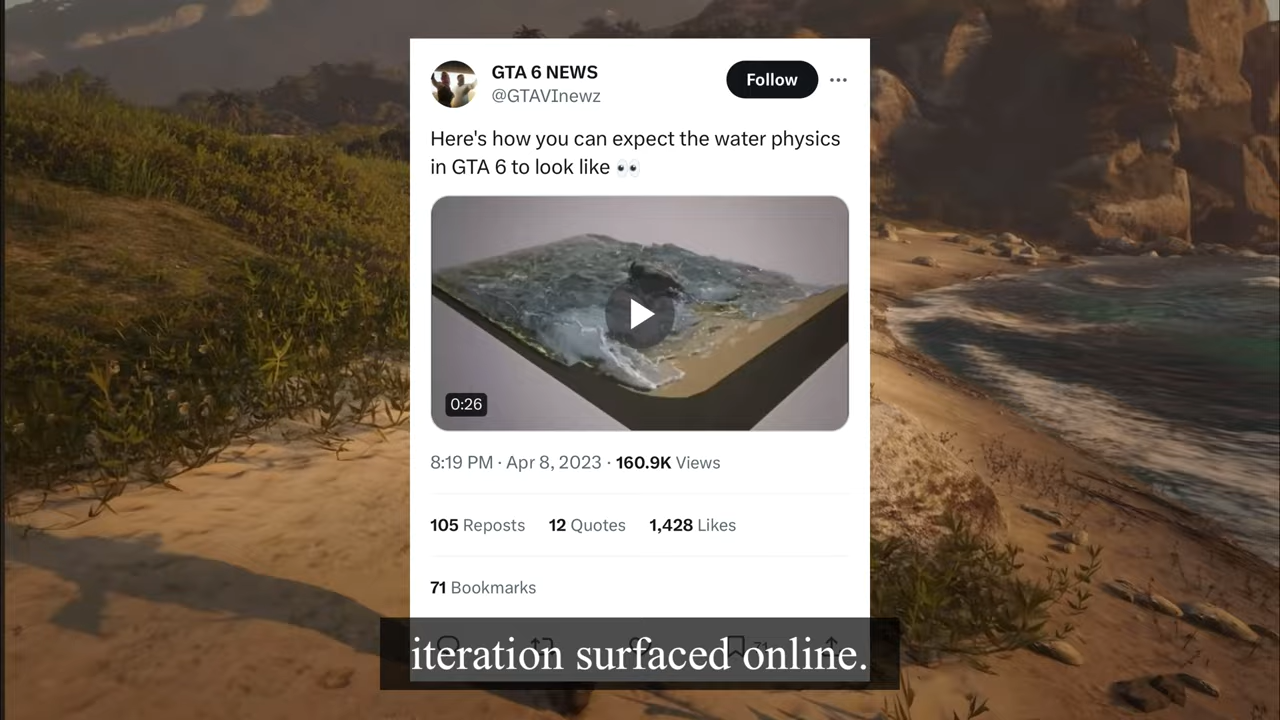 GTA 6 NEWS
@GTAVInewz
Follow
Here's how you can expect the water physics
in GTA 6 to look like 👀
0:26
8:19 PM · Apr 8, 2023 · 160.9K Views
105 Reposts 12 Quotes 1,428 Likes
71 Bookmarks
71
iteration surfaced online.